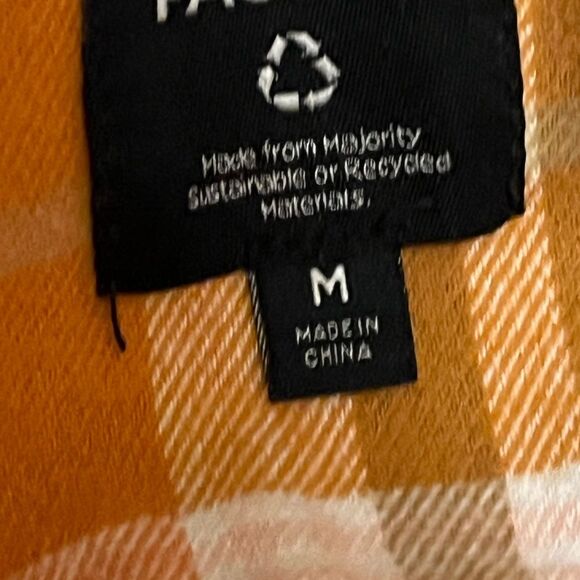 Made from Majority
sustainable or Recycled
Materials.
M
MADE IN
CHINA